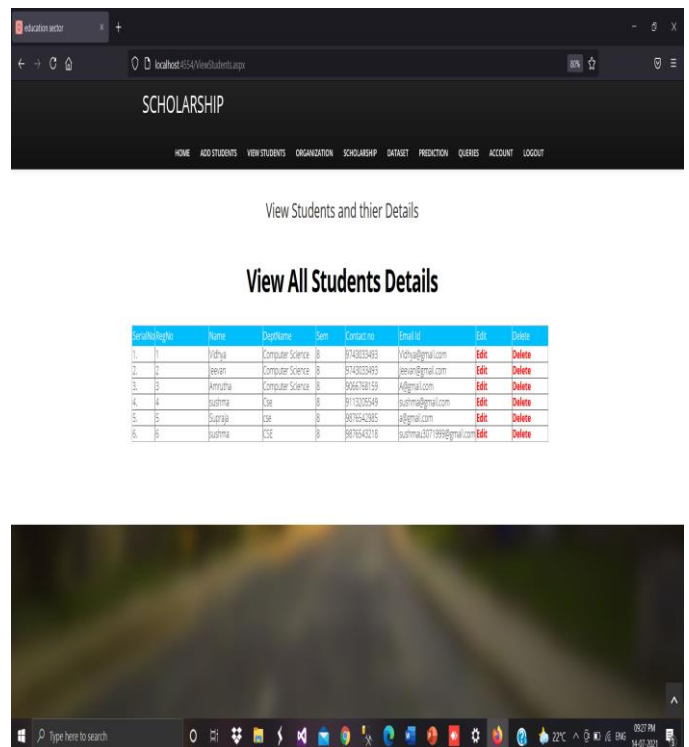 education sector
localhost:4554/ViewStudents.aspx 80%
SCHOLARSHIP
HOME ADD STUDENTS VIEW STUDENTS ORGANIZATION SCHOLARSHIP DATASET PREDICTION QUERIES ACCOUNT LOGOUT
View Students and thier Details
View All Students Details
SerialNo RegNo Name DeptName Sem Contact no Email Id Edit Delete
1. 1 Vidhya Computer Science 8 9743033493 Vidhya@gmail.com Edit Delete
2. 2 Jeevan Computer Science 8 9743033493 Jeevan@gmail.com Edit Delete
3. 3 Amrutha Computer Science 8 9066768159 A@gmail.com Edit Delete
4. 4 sushma Cse 8 9113205549 sushma@gmail.com Edit Delete
5. 5 Supraja cse 8 9876542985 a@gmail.com Edit Delete
6. 6 sushma CSE 8 9876543218 sushmau3071999@gmail.com Edit Delete
Type here to search 22°C ENG 09:27 PM
14-07-2021